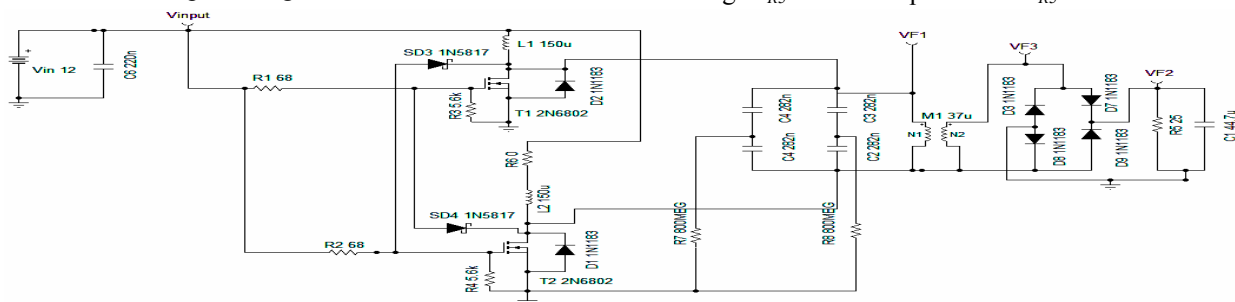 Vinput
Vin 12
C6 220n
R1 68
SD3 1N5817
L1 150u
D2 1N1183
R3 5.6k
T1 2N6802
R6 0
L2 150u
SD4 1N5817
R2 68
R4 5.6k
D1 1N1183
T2 2N6802
C4 282n
C3 282n
C4 282n
C2 282n
R7 800MEG
R8 800MEG
VF1
M1 37u
N1
N2
VF3
D3 1N1183
D7 1N1183
D8 1N1183
D9 1N1183
VF2
R5 25
C1 44.7u